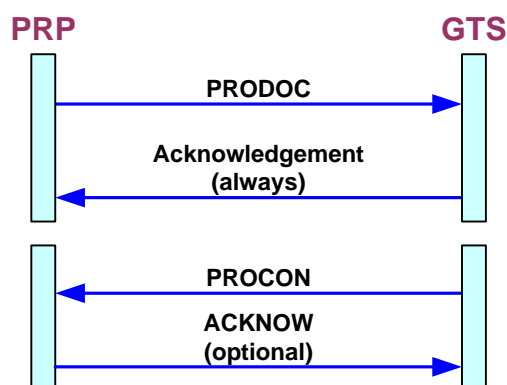 PRP
GTS
PRODOC
Acknowledgement
(always)
PROCON
ACKNOW
(optional)